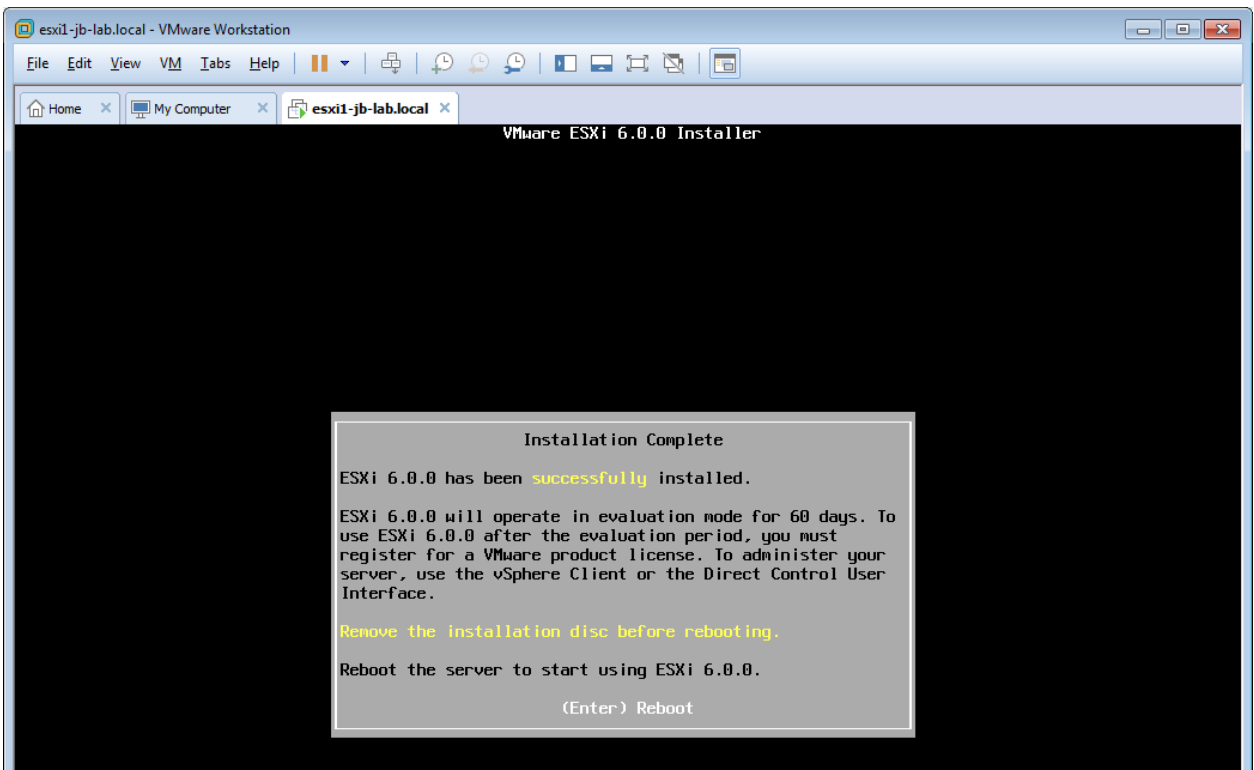 esxi1-jb-lab.local - VMware Workstation
File Edit View VM Tabs Help
Home My Computer esxi1-jb-lab.local
VMware ESXi 6.0.0 Installer
Installation Complete
ESXi 6.0.0 has been successfully installed.
ESXi 6.0.0 will operate in evaluation mode for 60 days. To
use ESXi 6.0.0 after the evaluation period, you must
register for a VMware product license. To administer your
server, use the vSphere Client or the Direct Control User
Interface.
Remove the installation disc before rebooting.
Reboot the server to start using ESXi 6.0.0.
(Enter) Reboot